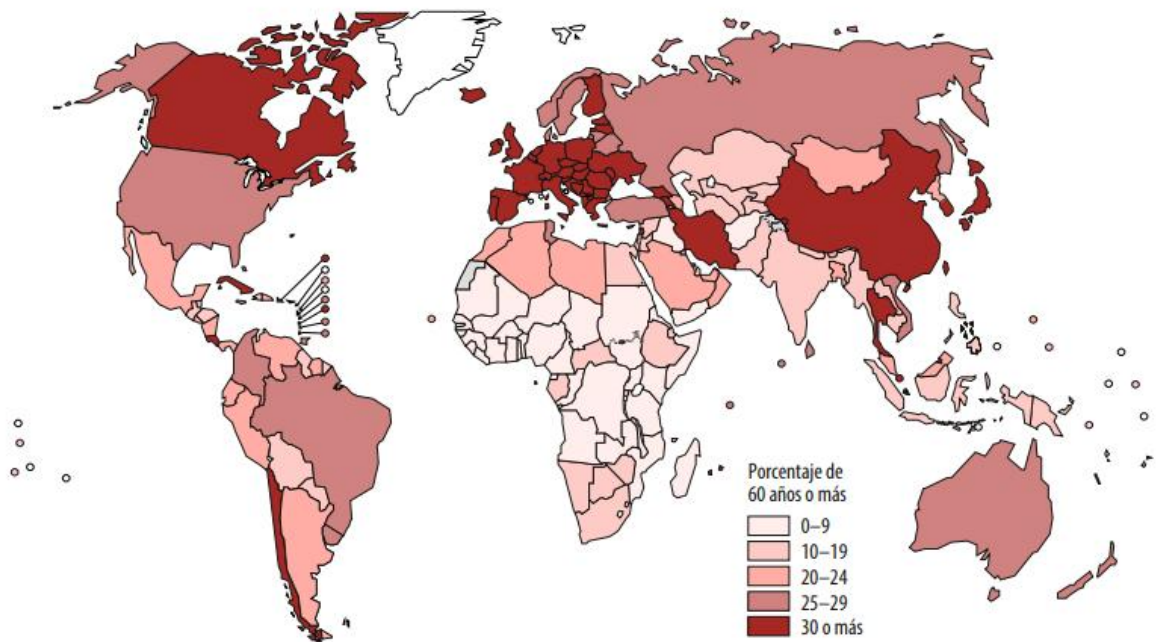 Porcentaje de
60 años o más
0–9
10–19
20–24
25–29
30 o más